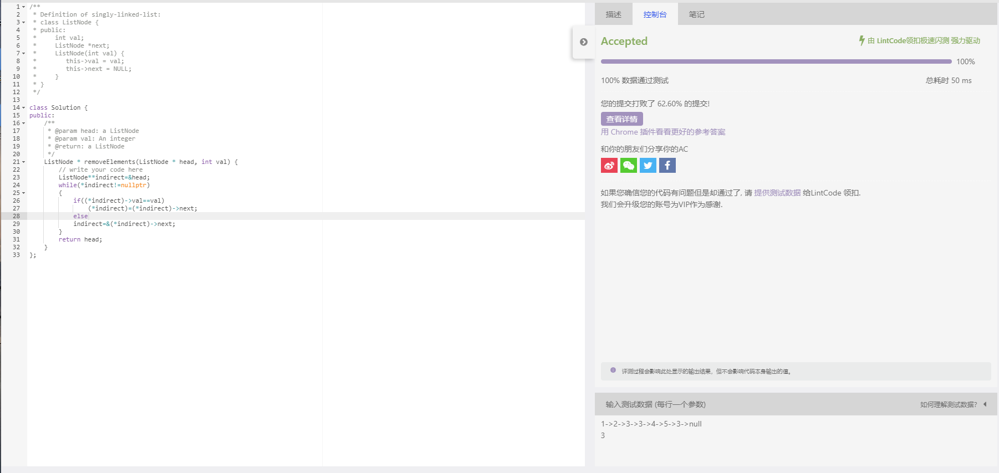 1 /**
2  * Definition of singly-linked-list:
3  * class ListNode {
4  * public:
5  *     int val;
6  *     ListNode *next;
7  *     ListNode(int val) {
8  *        this->val = val;
9  *        this->next = NULL;
10  *     }
11  * }
12  */
13
14 class Solution {
15 public:
16     /**
17      * @param head: a ListNode
18      * @param val: An integer
19      * @return: a ListNode
20      */
21     ListNode * removeElements(ListNode * head, int val) {
22         // write your code here
23         ListNode**indirect=&head;
24         while(*indirect!=nullptr)
25         {
26             if((*indirect)->val==val)
27                 (*indirect)=(*indirect)->next;
28             else
29             indirect=&(*indirect)->next;
30         }
31         return head;
32     }
33 };
描述 控制台 笔记
Accepted
由 LintCode领扣极速闪测 强力驱动
100%
100% 数据通过测试
总耗时 50 ms
您的提交打败了 62.60% 的提交!
查看详情
用 Chrome 插件看看更好的参考答案
和你的朋友们分享你的AC
如果您确信您的代码有问题但是却通过了, 请 提供测试数据 给LintCode 领扣.
我们会升级您的账号为VIP作为感谢.
评测过程会影响此处显示的输出结果，但不会影响代码本身输出的值。
输入测试数据 (每行一个参数)
如何理解测试数据?
1->2->3->3->4->5->3->null
3